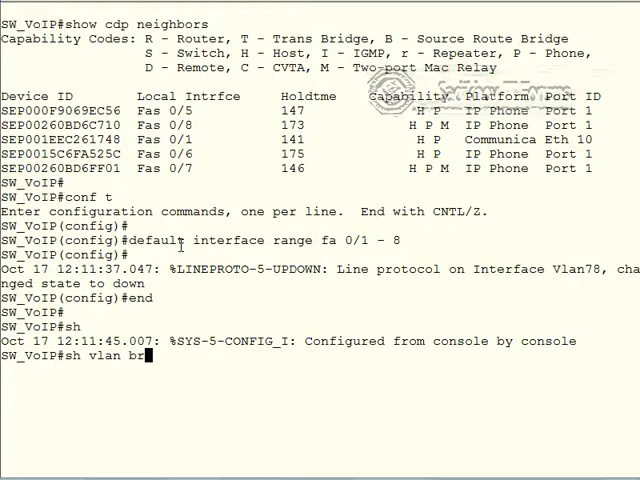 SW_VoIP#show cdp neighbors
Capability Codes: R - Router, T - Trans Bridge, B - Source Route Bridge
S - Switch, H - Host, I - IGMP, r - Repeater, P - Phone,
D - Remote, C - CVTA, M - Two-port Mac Relay
Device ID Local Intrfce Holdtme Capability Platform Port ID
SEP000F9069EC56 Fas 0/5 147 H P IP Phone Port 1
SEP00260BD6C710 Fas 0/8 173 H P M IP Phone Port 1
SEP001EEC261748 Fas 0/1 141 H P Communica Eth 10
SEP0015C6FA525C Fas 0/6 175 H P IP Phone Port 1
SEP00260BD6FF01 Fas 0/7 146 H P M IP Phone Port 1
SW_VoIP#
SW_VoIP#conf t
Enter configuration commands, one per line. End with CNTL/Z.
SW_VoIP(config)#
SW_VoIP(config)#default interface range fa 0/1 - 8
SW_VoIP(config)#
Oct 17 12:11:37.047: %LINEPROTO-5-UPDOWN: Line protocol on Interface Vlan78, cha
nged state to down
SW_VoIP(config)#end
SW_VoIP#
SW_VoIP#sh
Oct 17 12:11:45.007: %SYS-5-CONFIG_I: Configured from console by console
SW_VoIP#sh vlan br